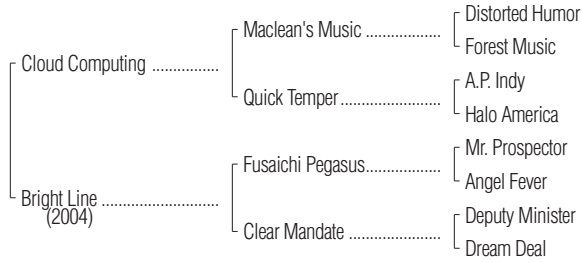 Distorted Humor
Maclean's Music ..................
Forest Music
Cloud Computing ................
A.P. Indy
Quick Temper........................
Halo America
Mr. Prospector
Fusaichi Pegasus..................
Angel Fever
Bright Line ............................
(2004)
Deputy Minister
Clear Mandate ......................
Dream Deal